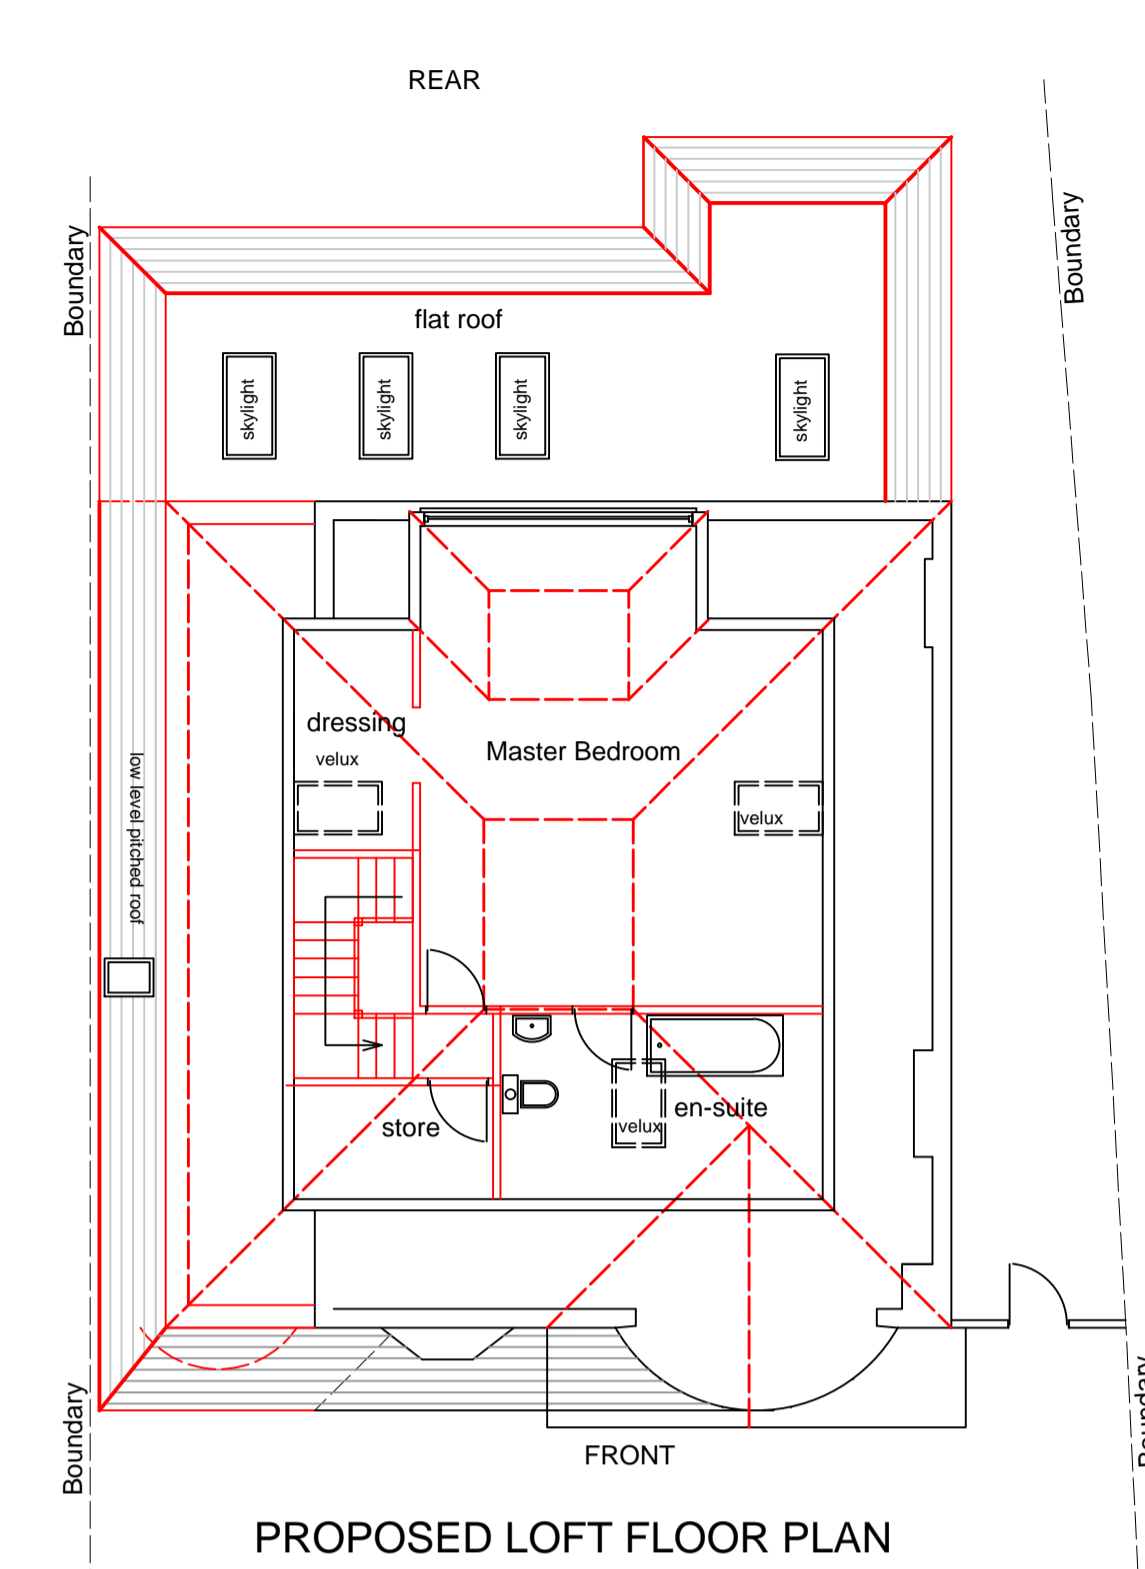 REAR
Boundary
Boundary
flat roof
skylight
skylight
skylight
skylight
dressing
velux
Master Bedroom
velux
low level pitched roof
en-suite
velux
store
Boundary
Boundary
FRONT
PROPOSED LOFT FLOOR PLAN